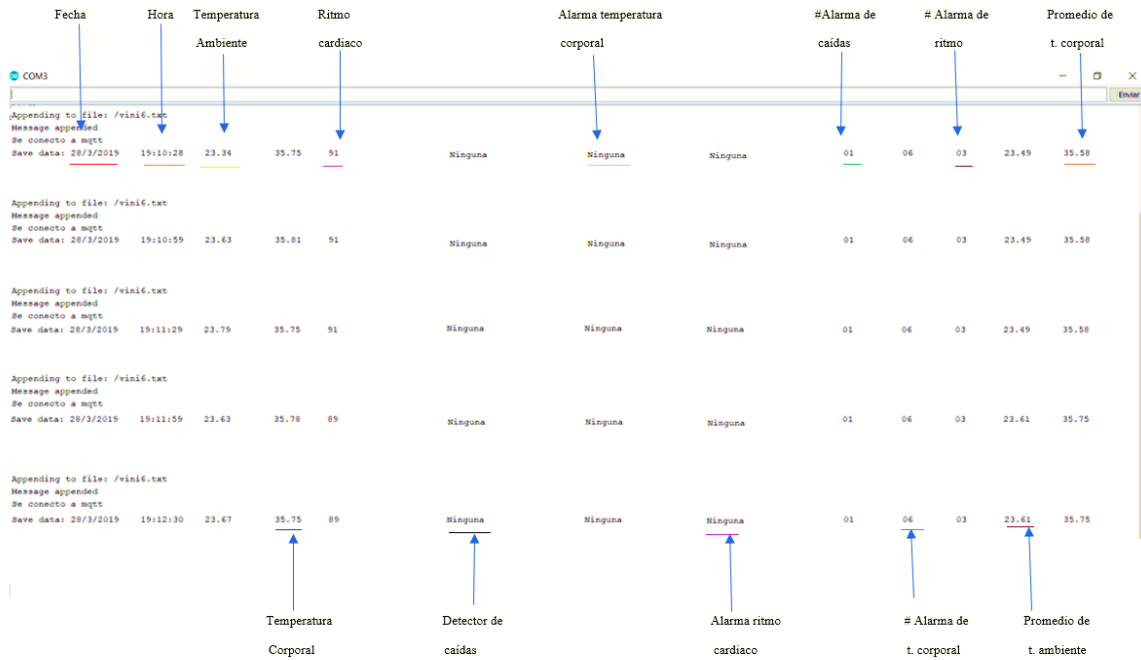 Fecha Hora Temperatura Ritmo Alarma temperatura #Alarma de # Alarma de Promedio de
Ambiente cardiaco corporal caídas ritmo t. corporal
COM3
Enviar
Appending to file: /vini6.txt
Message appended
Se conecto a mqtt
Save data: 28/3/2019 19:10:28 23.34 35.75 91 Ninguna Ninguna Ninguna 01 06 03 23.49 35.58
Appending to file: /vini6.txt
Message appended
Se conecto a mqtt
Save data: 28/3/2019 19:10:59 23.63 35.81 91 Ninguna Ninguna Ninguna 01 06 03 23.49 35.58
Appending to file: /vini6.txt
Message appended
Se conecto a mqtt
Save data: 28/3/2019 19:11:29 23.79 35.75 91 Ninguna Ninguna Ninguna 01 06 03 23.49 35.58
Appending to file: /vini6.txt
Message appended
Se conecto a mqtt
Save data: 28/3/2019 19:11:59 23.63 35.78 89 Ninguna Ninguna Ninguna 01 06 03 23.61 35.75
Appending to file: /vini6.txt
Message appended
Se conecto a mqtt
Save data: 28/3/2019 19:12:30 23.67 35.75 89 Ninguna Ninguna Ninguna 01 06 03 23.61 35.75
Temperatura Detector de Alarma ritmo # Alarma de Promedio de
Corporal caídas cardiaco t. corporal t. ambiente